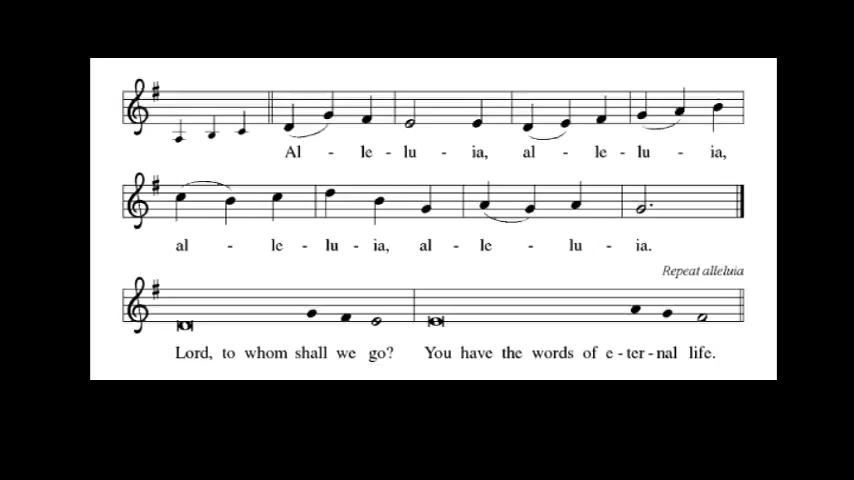 Al - le - lu - ia, al - le - lu - ia,
al - le - lu - ia, al - le - lu - ia.
Repeat alleluia
Lord, to whom shall we go? You have the words of e - ter - nal life.